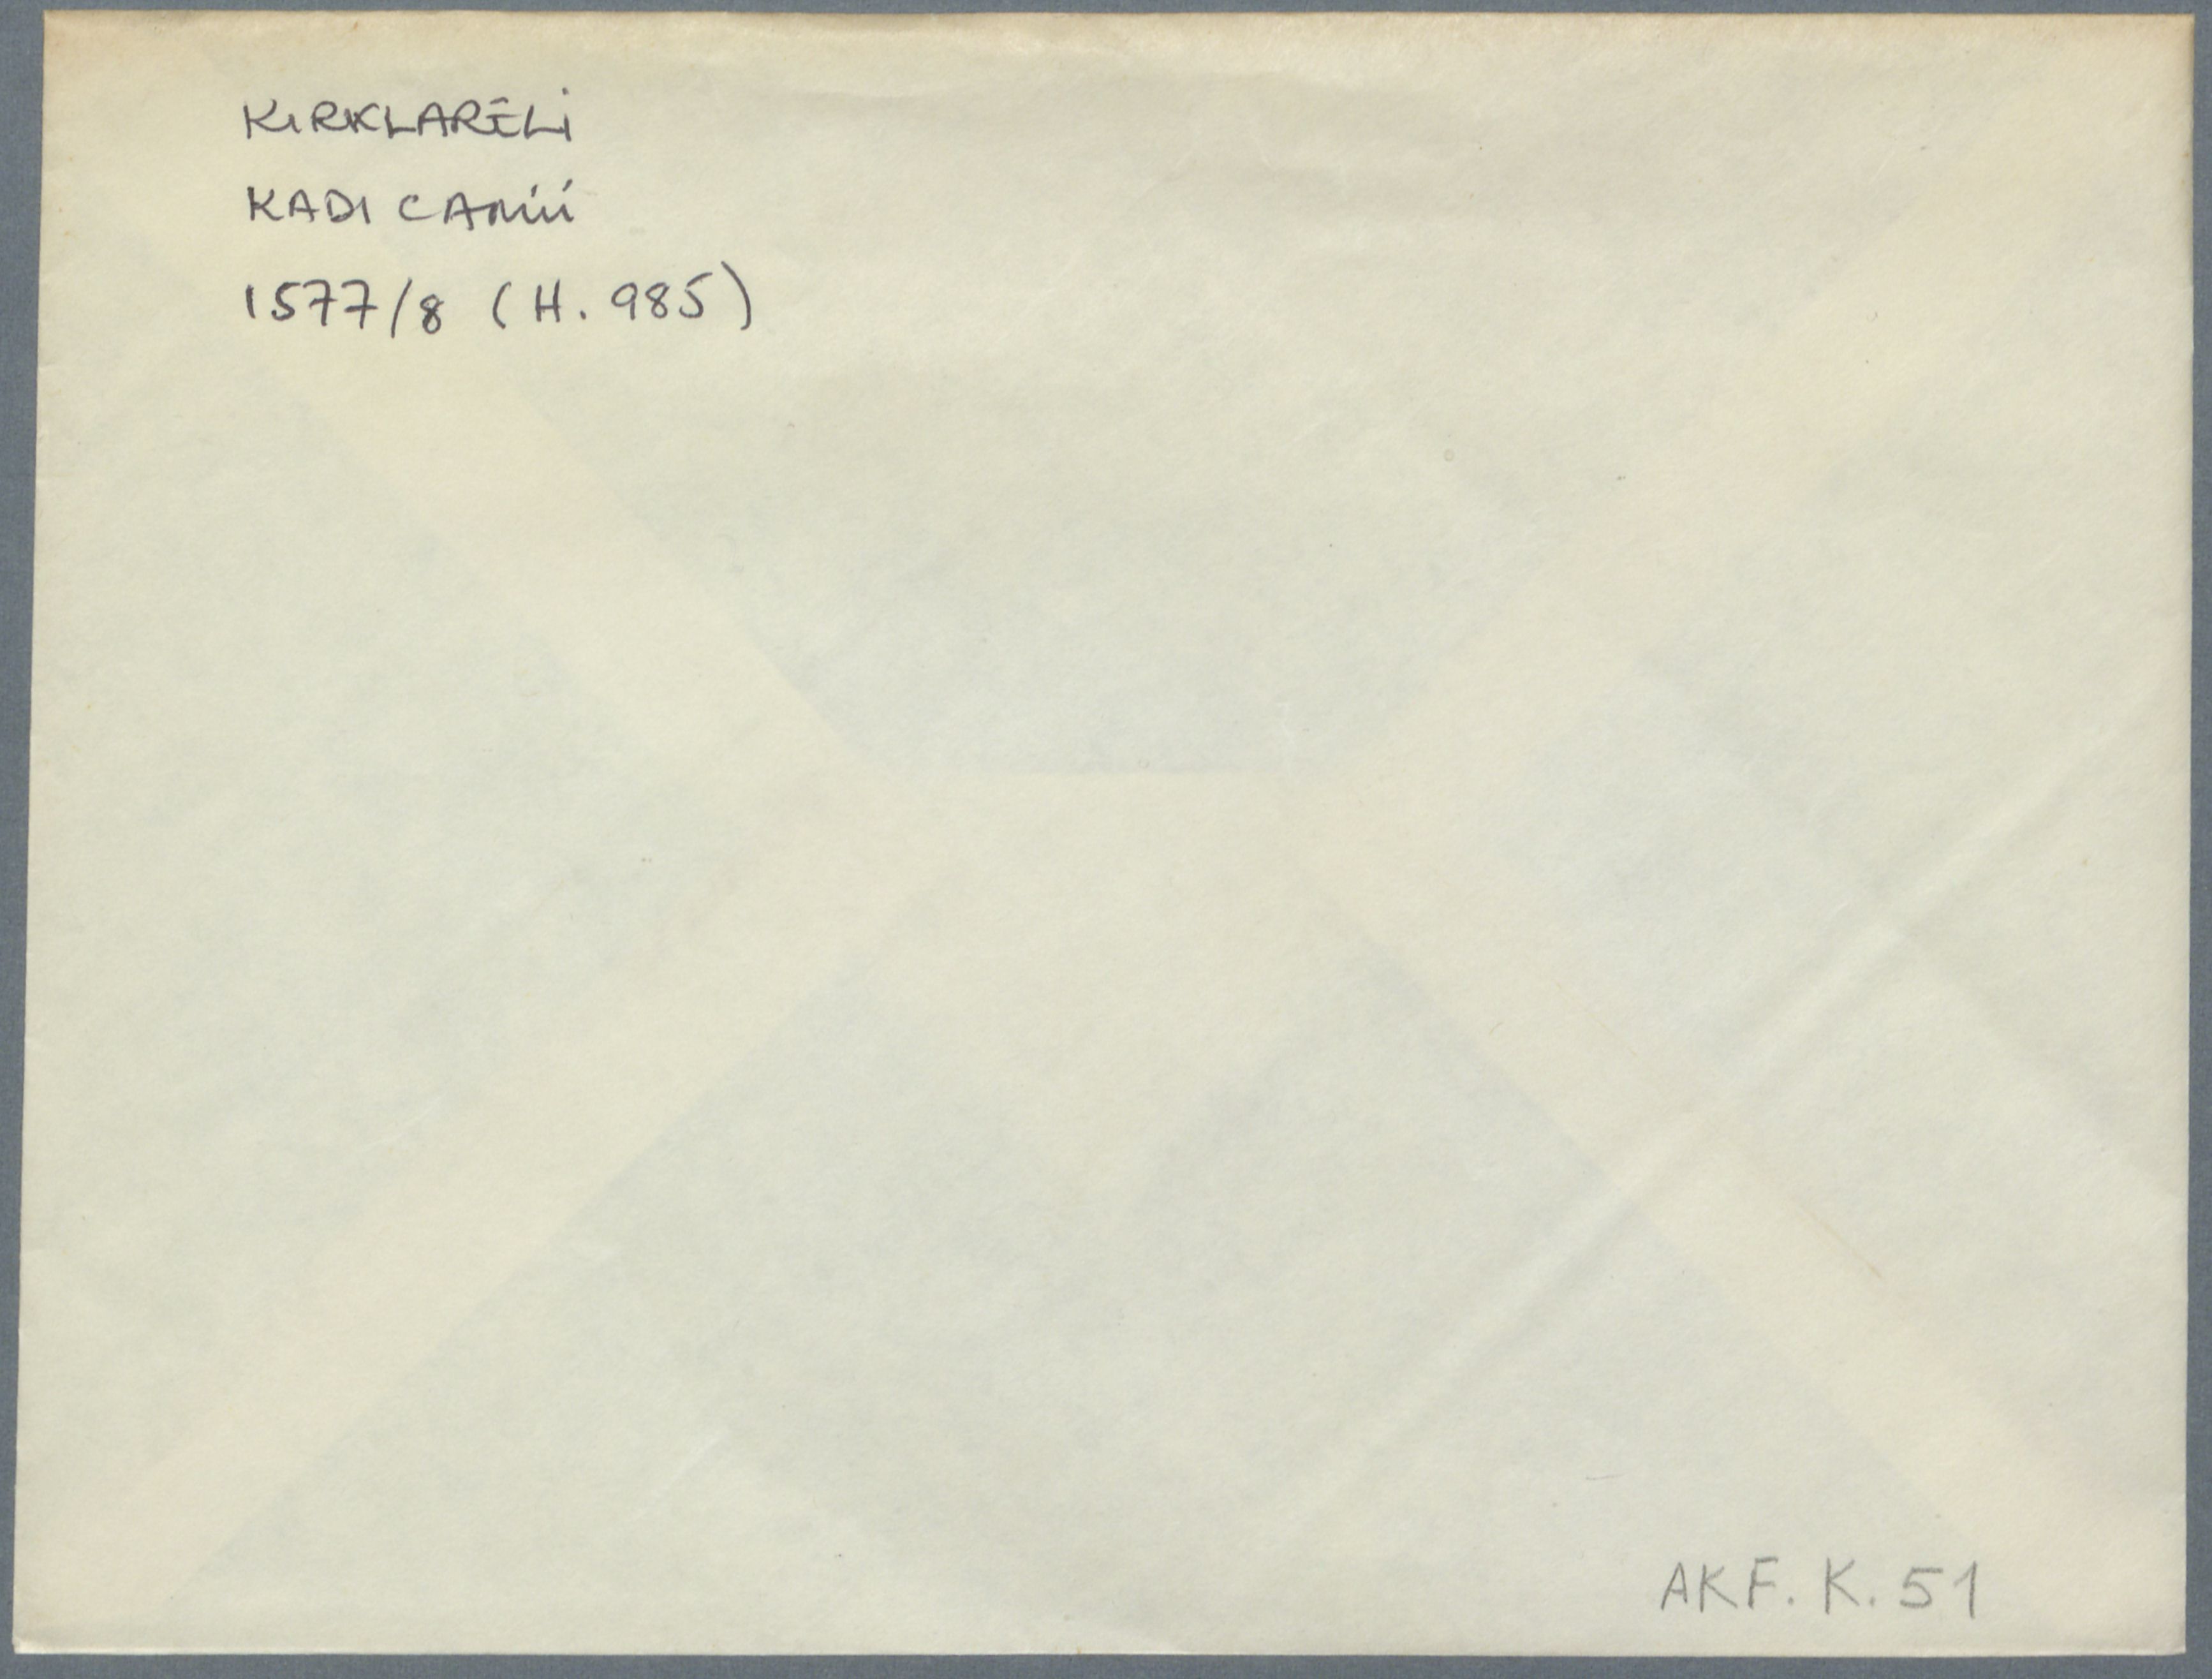 KIRKLARELİ
KADI CAMİİ
1577/8 (H. 985)
AKF. K. 51